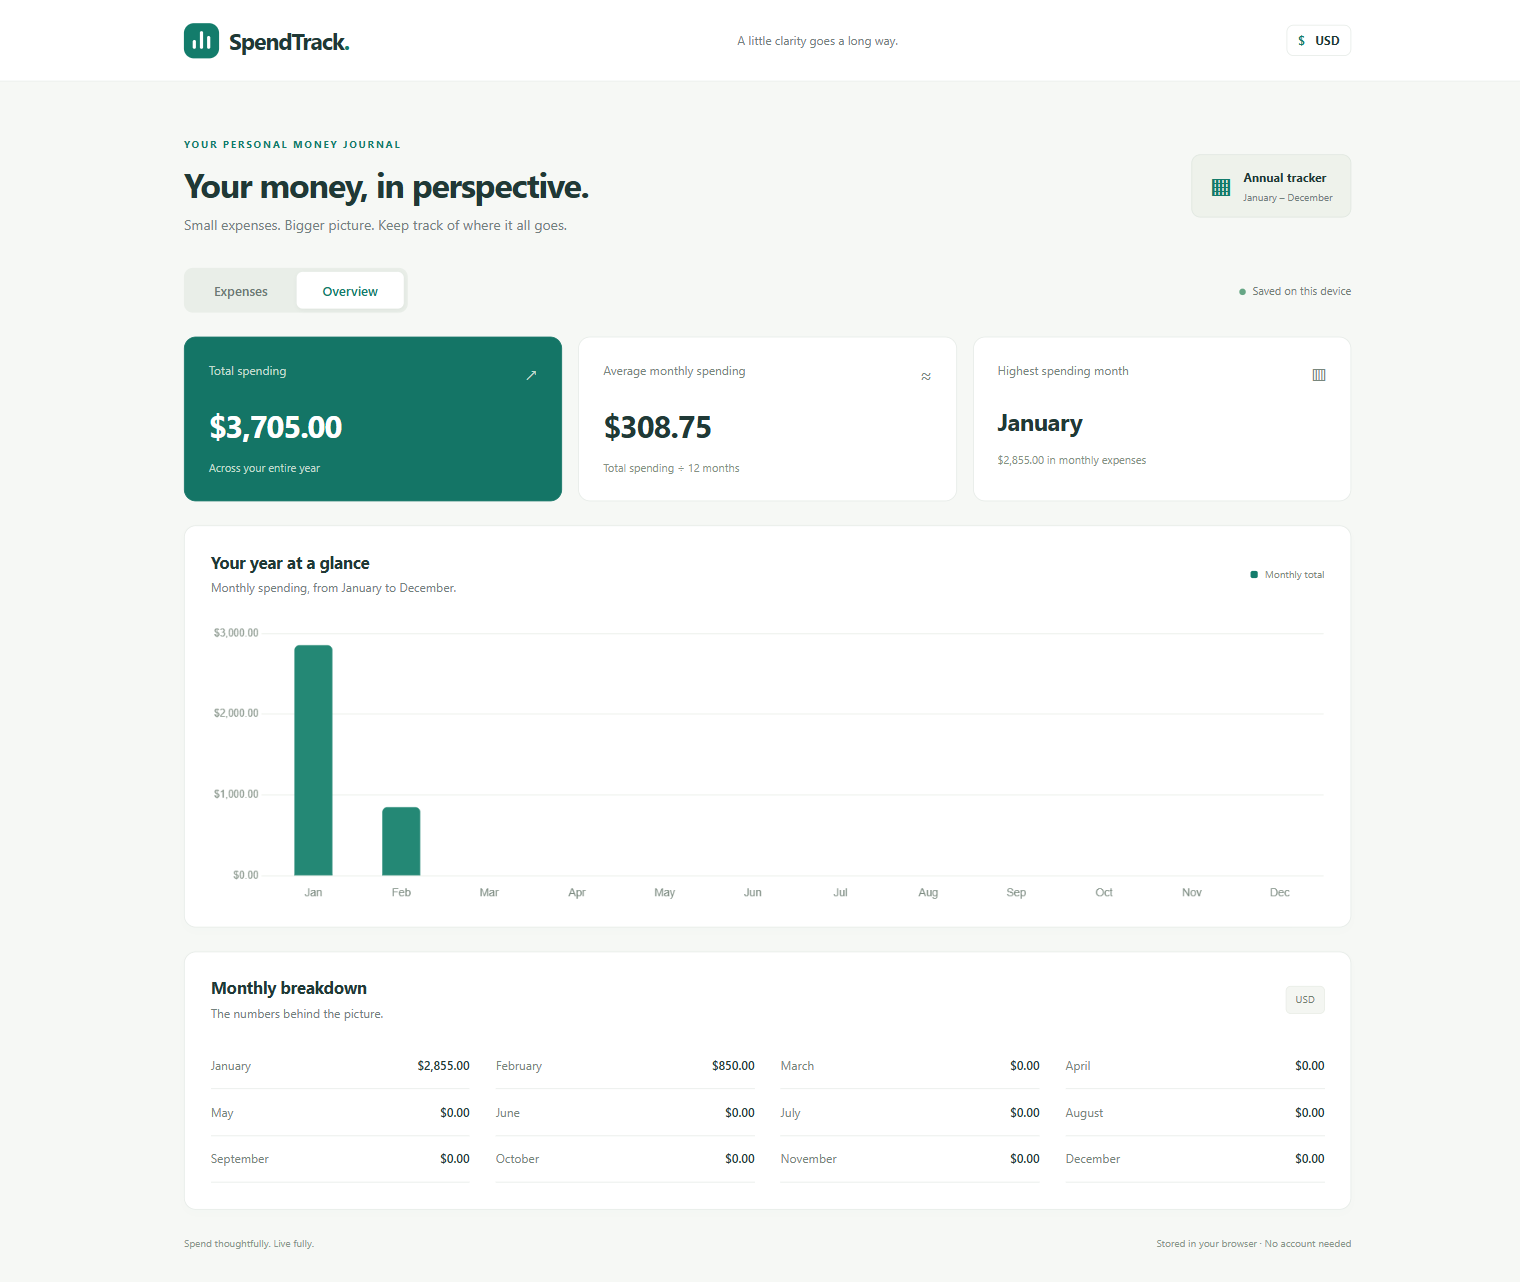 SpendTrack.
A little clarity goes a long way.
$ USD
YOUR PERSONAL MONEY JOURNAL
Your money, in perspective.
Small expenses. Bigger picture. Keep track of where it all goes.
Annual tracker
January – December
Expenses
Overview
Saved on this device
Total spending
↗
$3,705.00
Across your entire year
Average monthly spending
≈
$308.75
Total spending ÷ 12 months
Highest spending month
January
$2,855.00 in monthly expenses
Your year at a glance
Monthly spending, from January to December.
Monthly total
$3,000.00
$2,000.00
$1,000.00
$0.00
Jan Feb Mar Apr May Jun Jul Aug Sep Oct Nov Dec
Monthly breakdown
The numbers behind the picture.
USD
January $2,855.00 February $850.00 March $0.00 April $0.00
May $0.00 June $0.00 July $0.00 August $0.00
September $0.00 October $0.00 November $0.00 December $0.00
Spend thoughtfully. Live fully.
Stored in your browser · No account needed